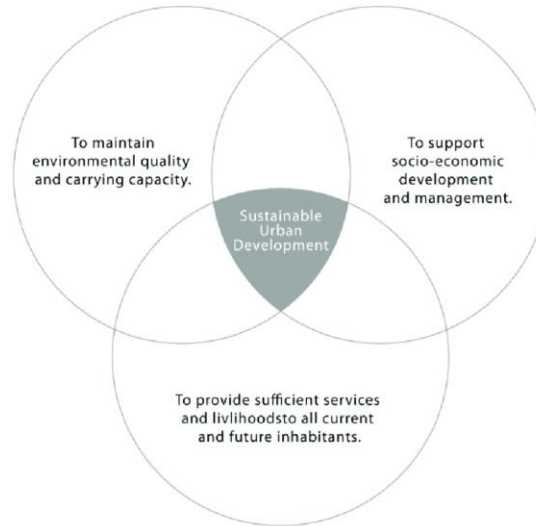 To maintain
environmental quality
and carrying capacity.
To support
socio-economic
development
and management.
Sustainable
Urban
Development
To provide sufficient services
and livlihoodsto all current
and future inhabitants.